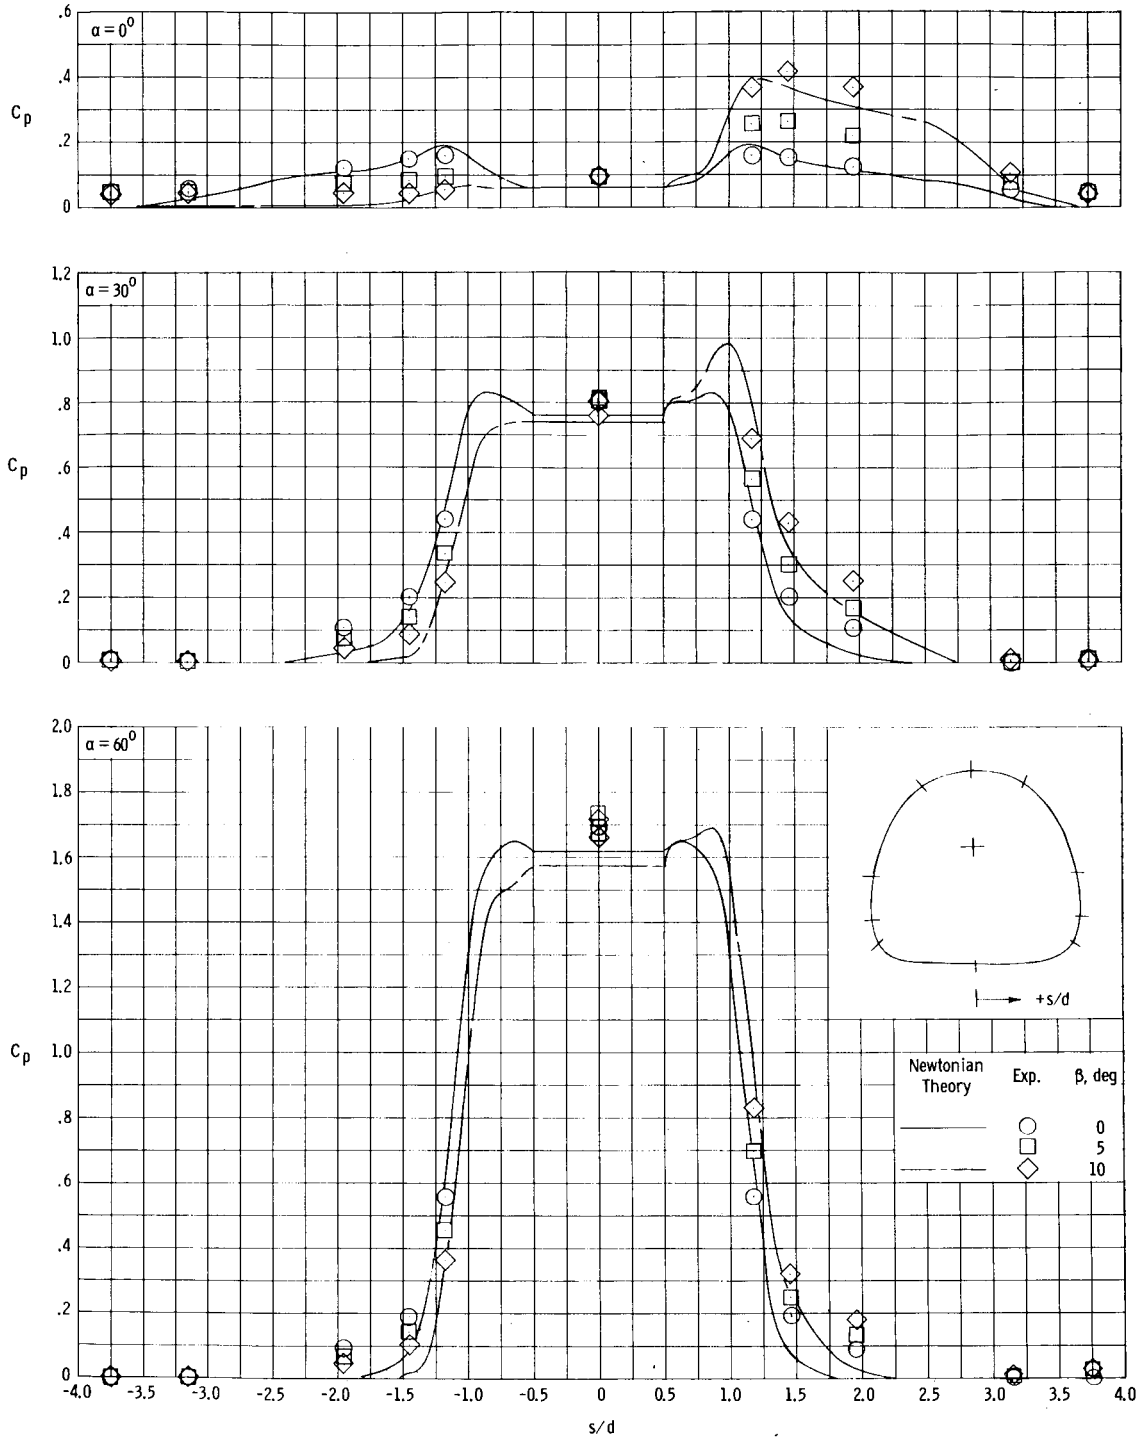 .6
α = 0°
.4
Cp
.2
0
1.2
α = 30°
1.0
.8
Cp
.6
.4
.2
0
2.0
α = 60°
1.8
1.6
1.4
1.2
+s/d
Cp
1.0
Newtonian Theory Exp. β, deg
0
5
10
.8
.6
.4
.2
0
-4.0 -3.5 -3.0 -2.5 -2.0 -1.5 -1.0 -0.5 0 0.5 1.0 1.5 2.0 2.5 3.0 3.5 4.0
s/d